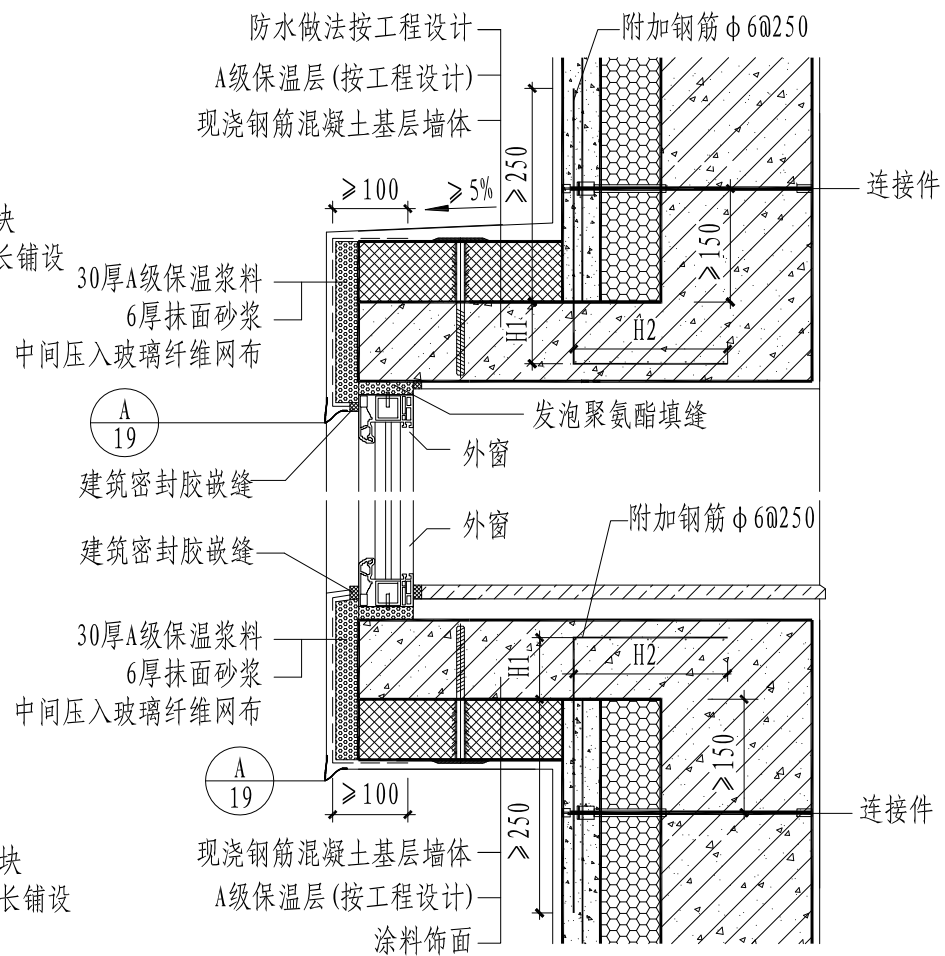 防水做法按工程设计
附加钢筋ф6@250
A级保温层(按工程设计)
现浇钢筋混凝土基层墙体
≥250
连接件
≥100
≥5%
块
长铺设
≥150
30厚A级保温浆料
6厚抹面砂浆
中间压入玻璃纤维网布
H1
H2
A
19
发泡聚氨酯填缝
外窗
建筑密封胶嵌缝
外窗
附加钢筋ф6@250
建筑密封胶嵌缝
30厚A级保温浆料
6厚抹面砂浆
中间压入玻璃纤维网布
H1
H2
A
19
≥100
≥150
≥250
连接件
现浇钢筋混凝土基层墙体
块
A级保温层(按工程设计)
长铺设
涂料饰面